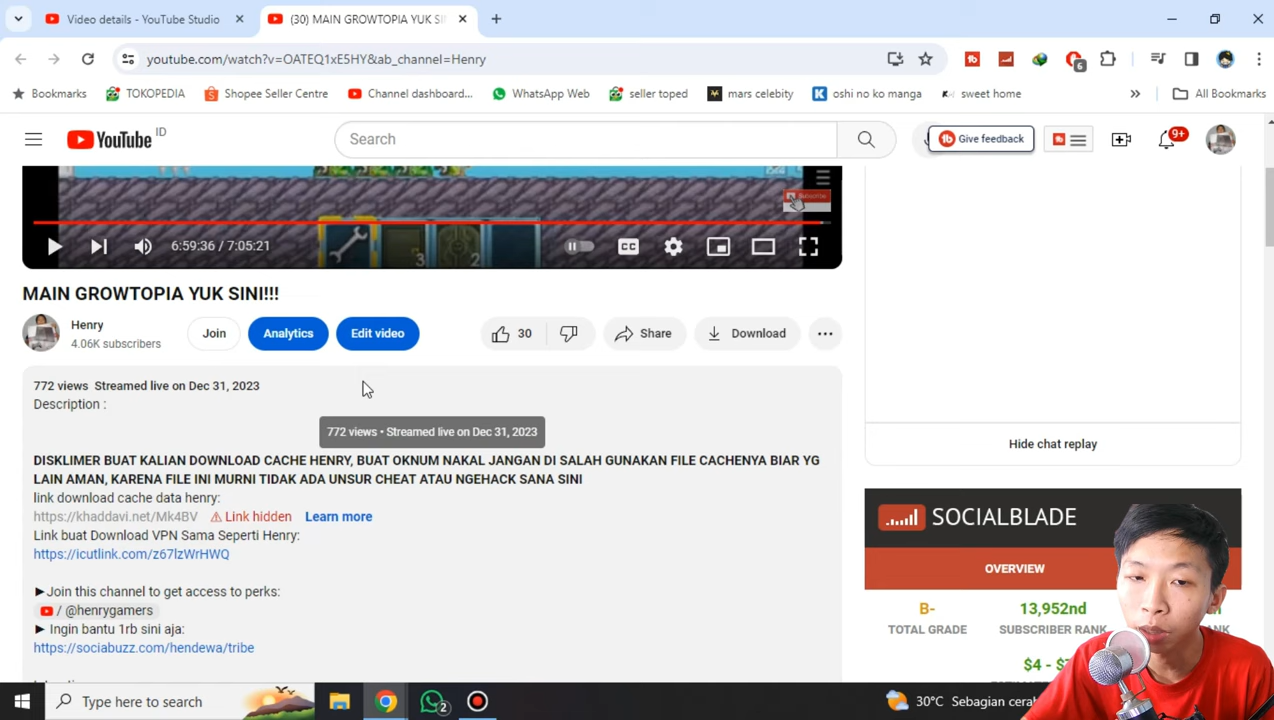 Video details - YouTube Studio
(30) MAIN GROWTOPIA YUK SI
youtube.com/watch?v=OATEQ1xE5HY&ab_channel=Henry
6
Bookmarks
TOKOPEDIA
Shopee Seller Centre
Channel dashboard...
WhatsApp Web
seller toped
mars celebity
oshi no ko manga
sweet home
All Bookmarks
YouTube ID
Search
Give feedback
9+
Subscribe
3
2
6:59:36 / 7:05:21
CC
MAIN GROWTOPIA YUK SINI!!!
Henry
4.06K subscribers
Join
Analytics
Edit video
30
Share
Download
772 views Streamed live on Dec 31, 2023
Description :
772 views • Streamed live on Dec 31, 2023
DISKLIMER BUAT KALIAN DOWNLOAD CACHE HENRY, BUAT OKNUM NAKAL JANGAN DI SALAH GUNAKAN FILE CACHENYA BIAR YG
LAIN AMAN, KARENA FILE INI MURNI TIDAK ADA UNSUR CHEAT ATAU NGEHACK SANA SINI
link download cache data henry:
https://khaddavi.net/Mk4BV Link hidden Learn more
Link buat Download VPN Sama Seperti Henry:
https://icutlink.com/z67lzWrHWQ
►Join this channel to get access to perks:
/ @henrygamers
► Ingin bantu 1rb sini aja:
https://sociabuzz.com/hendewa/tribe
Hide chat replay
SOCIALBLADE
OVERVIEW
B-
TOTAL GRADE
13,952nd
SUBSCRIBER RANK
RANK
$4 -
Type here to search
2
30°C Sebagian cera